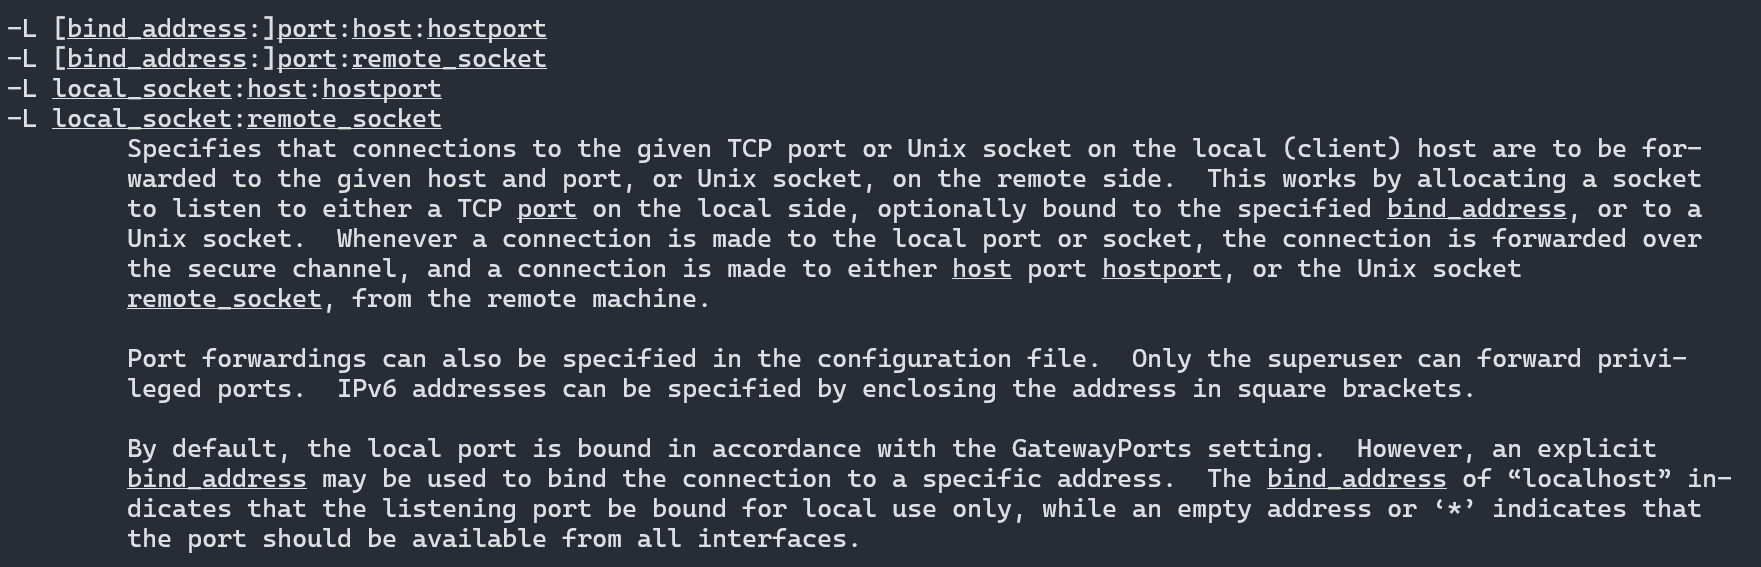 -L [bind_address:]port:host:hostport
-L [bind_address:]port:remote_socket
-L local_socket:host:hostport
-L local_socket:remote_socket
Specifies that connections to the given TCP port or Unix socket on the local (client) host are to be for-
warded to the given host and port, or Unix socket, on the remote side.  This works by allocating a socket
to listen to either a TCP port on the local side, optionally bound to the specified bind_address, or to a
Unix socket.  Whenever a connection is made to the local port or socket, the connection is forwarded over
the secure channel, and a connection is made to either host port hostport, or the Unix socket
remote_socket, from the remote machine.

Port forwardings can also be specified in the configuration file.  Only the superuser can forward privi-
leged ports.  IPv6 addresses can be specified by enclosing the address in square brackets.

By default, the local port is bound in accordance with the GatewayPorts setting.  However, an explicit
bind_address may be used to bind the connection to a specific address.  The bind_address of “localhost” in-
dicates that the listening port be bound for local use only, while an empty address or ‘*’ indicates that
the port should be available from all interfaces.